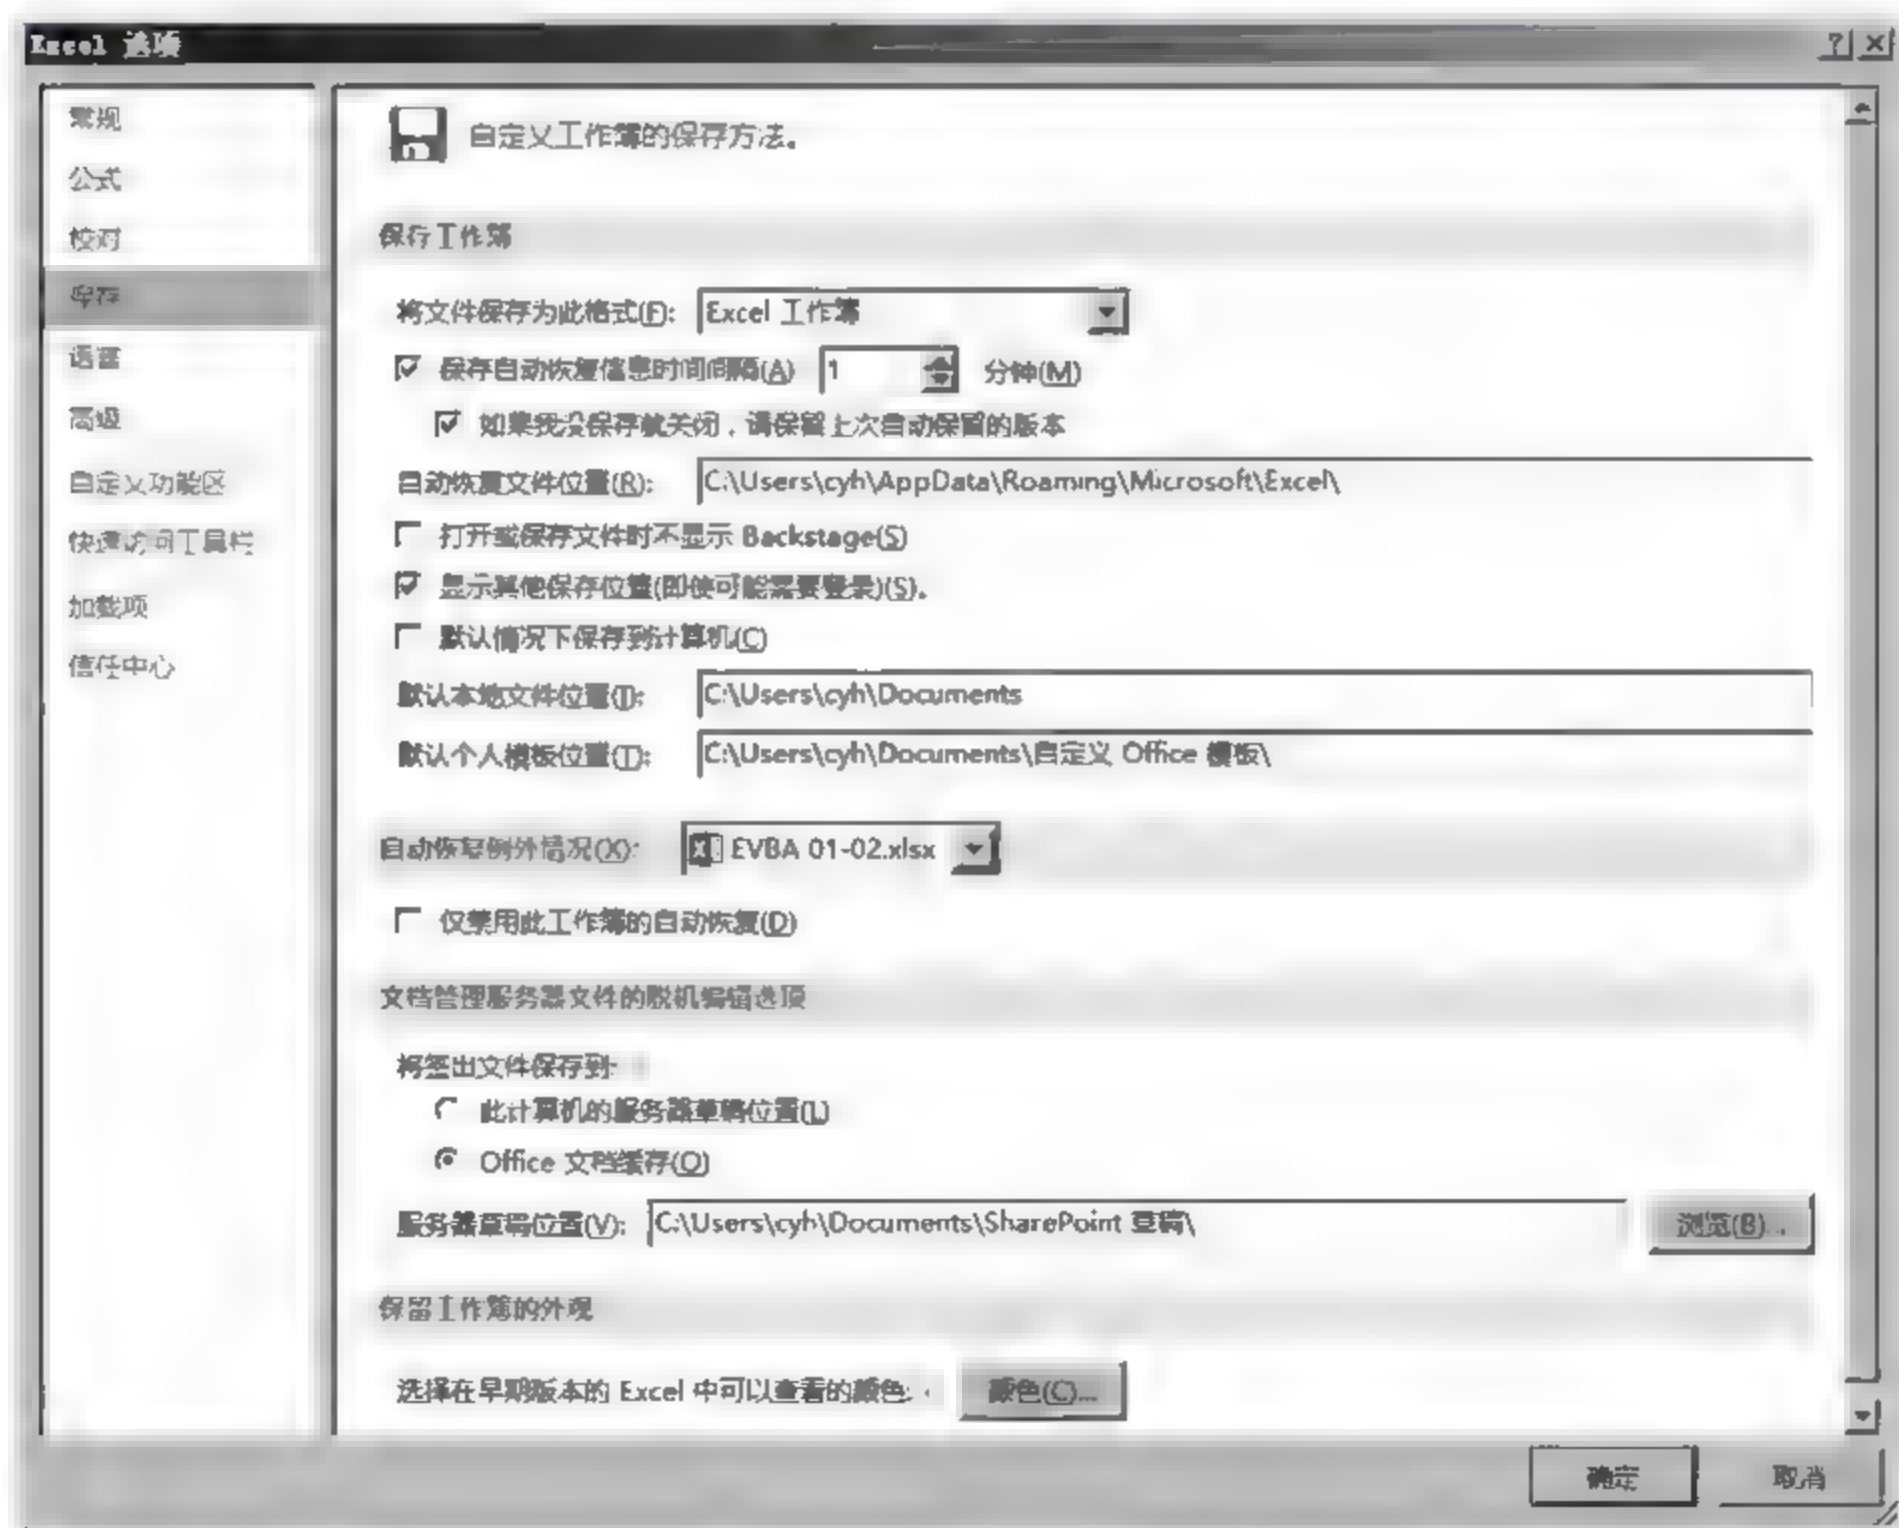 Excel 选项
常规
公式
校对
保存
语言
高级
自定义功能区
快速访问工具栏
加载项
信任中心
自定义工作簿的保存方法。
保存工作簿
将文件保存为此格式(F): Excel 工作簿
保存自动恢复信息时间间隔(A) 1 分钟(M)
如果我没保存就关闭，请保留上次自动保留的版本
自动恢复文件位置(R): C:\Users\cyh\AppData\Roaming\Microsoft\Excel\
打开或保存文件时不显示 Backstage(S)
显示其他保存位置(即使可能需要登录)(S)。
默认情况下保存到计算机(C)
默认本地文件位置(I): C:\Users\cyh\Documents
默认个人模板位置(T): C:\Users\cyh\Documents\自定义 Office 模板\
自动恢复例外情况(X): EVBA 01-02.xlsx
仅禁用此工作簿的自动恢复(D)
文档管理服务器文件的脱机编辑选项
将签出文件保存到:
此计算机的服务器草稿位置(L)
Office 文档缓存(O)
服务器草稿位置(V): C:\Users\cyh\Documents\SharePoint 草稿\
浏览(B)...
保留工作簿的外观
选择在早期版本的 Excel 中可以查看的颜色: 颜色(C)...
确定
取消